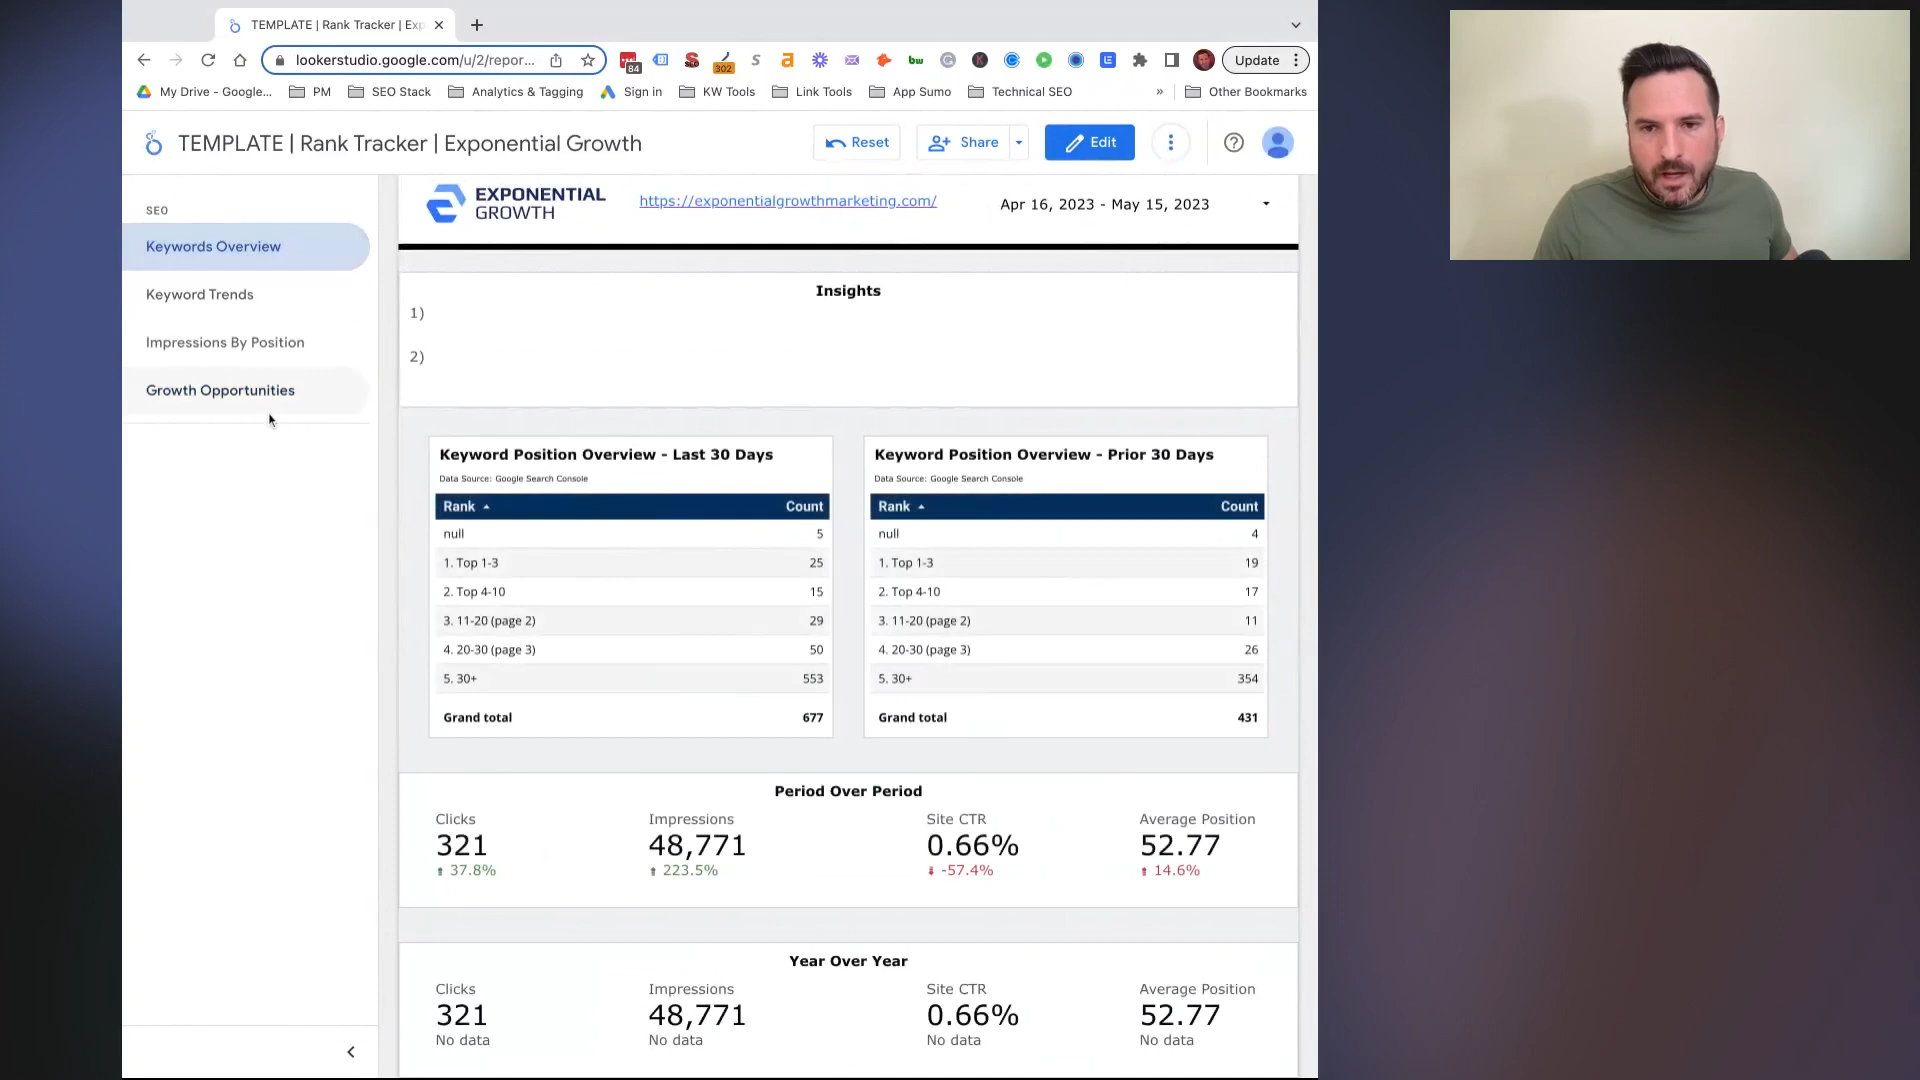 TEMPLATE | Rank Tracker | Exp
lookerstudio.google.com/u/2/repor...
84
302
bw
Update
My Drive - Google...
PM
SEO Stack
Analytics & Tagging
Sign in
KW Tools
Link Tools
App Sumo
Technical SEO
»
Other Bookmarks
TEMPLATE | Rank Tracker | Exponential Growth
Reset
Share
Edit
SEO
Keywords Overview
Keyword Trends
Impressions By Position
Growth Opportunities
EXPONENTIAL
GROWTH
https://exponentialgrowthmarketing.com/
Apr 16, 2023 - May 15, 2023
Insights
1)
2)
Keyword Position Overview - Last 30 Days
Data Source: Google Search Console
Rank Count
null 5
1. Top 1-3 25
2. Top 4-10 15
3. 11-20 (page 2) 29
4. 20-30 (page 3) 50
5. 30+ 553
Grand total 677
Keyword Position Overview - Prior 30 Days
Data Source: Google Search Console
Rank Count
null 4
1. Top 1-3 19
2. Top 4-10 17
3. 11-20 (page 2) 11
4. 20-30 (page 3) 26
5. 30+ 354
Grand total 431
Period Over Period
Clicks Impressions Site CTR Average Position
321 48,771 0.66% 52.77
37.8% 223.5% -57.4% 14.6%
Year Over Year
Clicks Impressions Site CTR Average Position
321 48,771 0.66% 52.77
No data No data No data No data